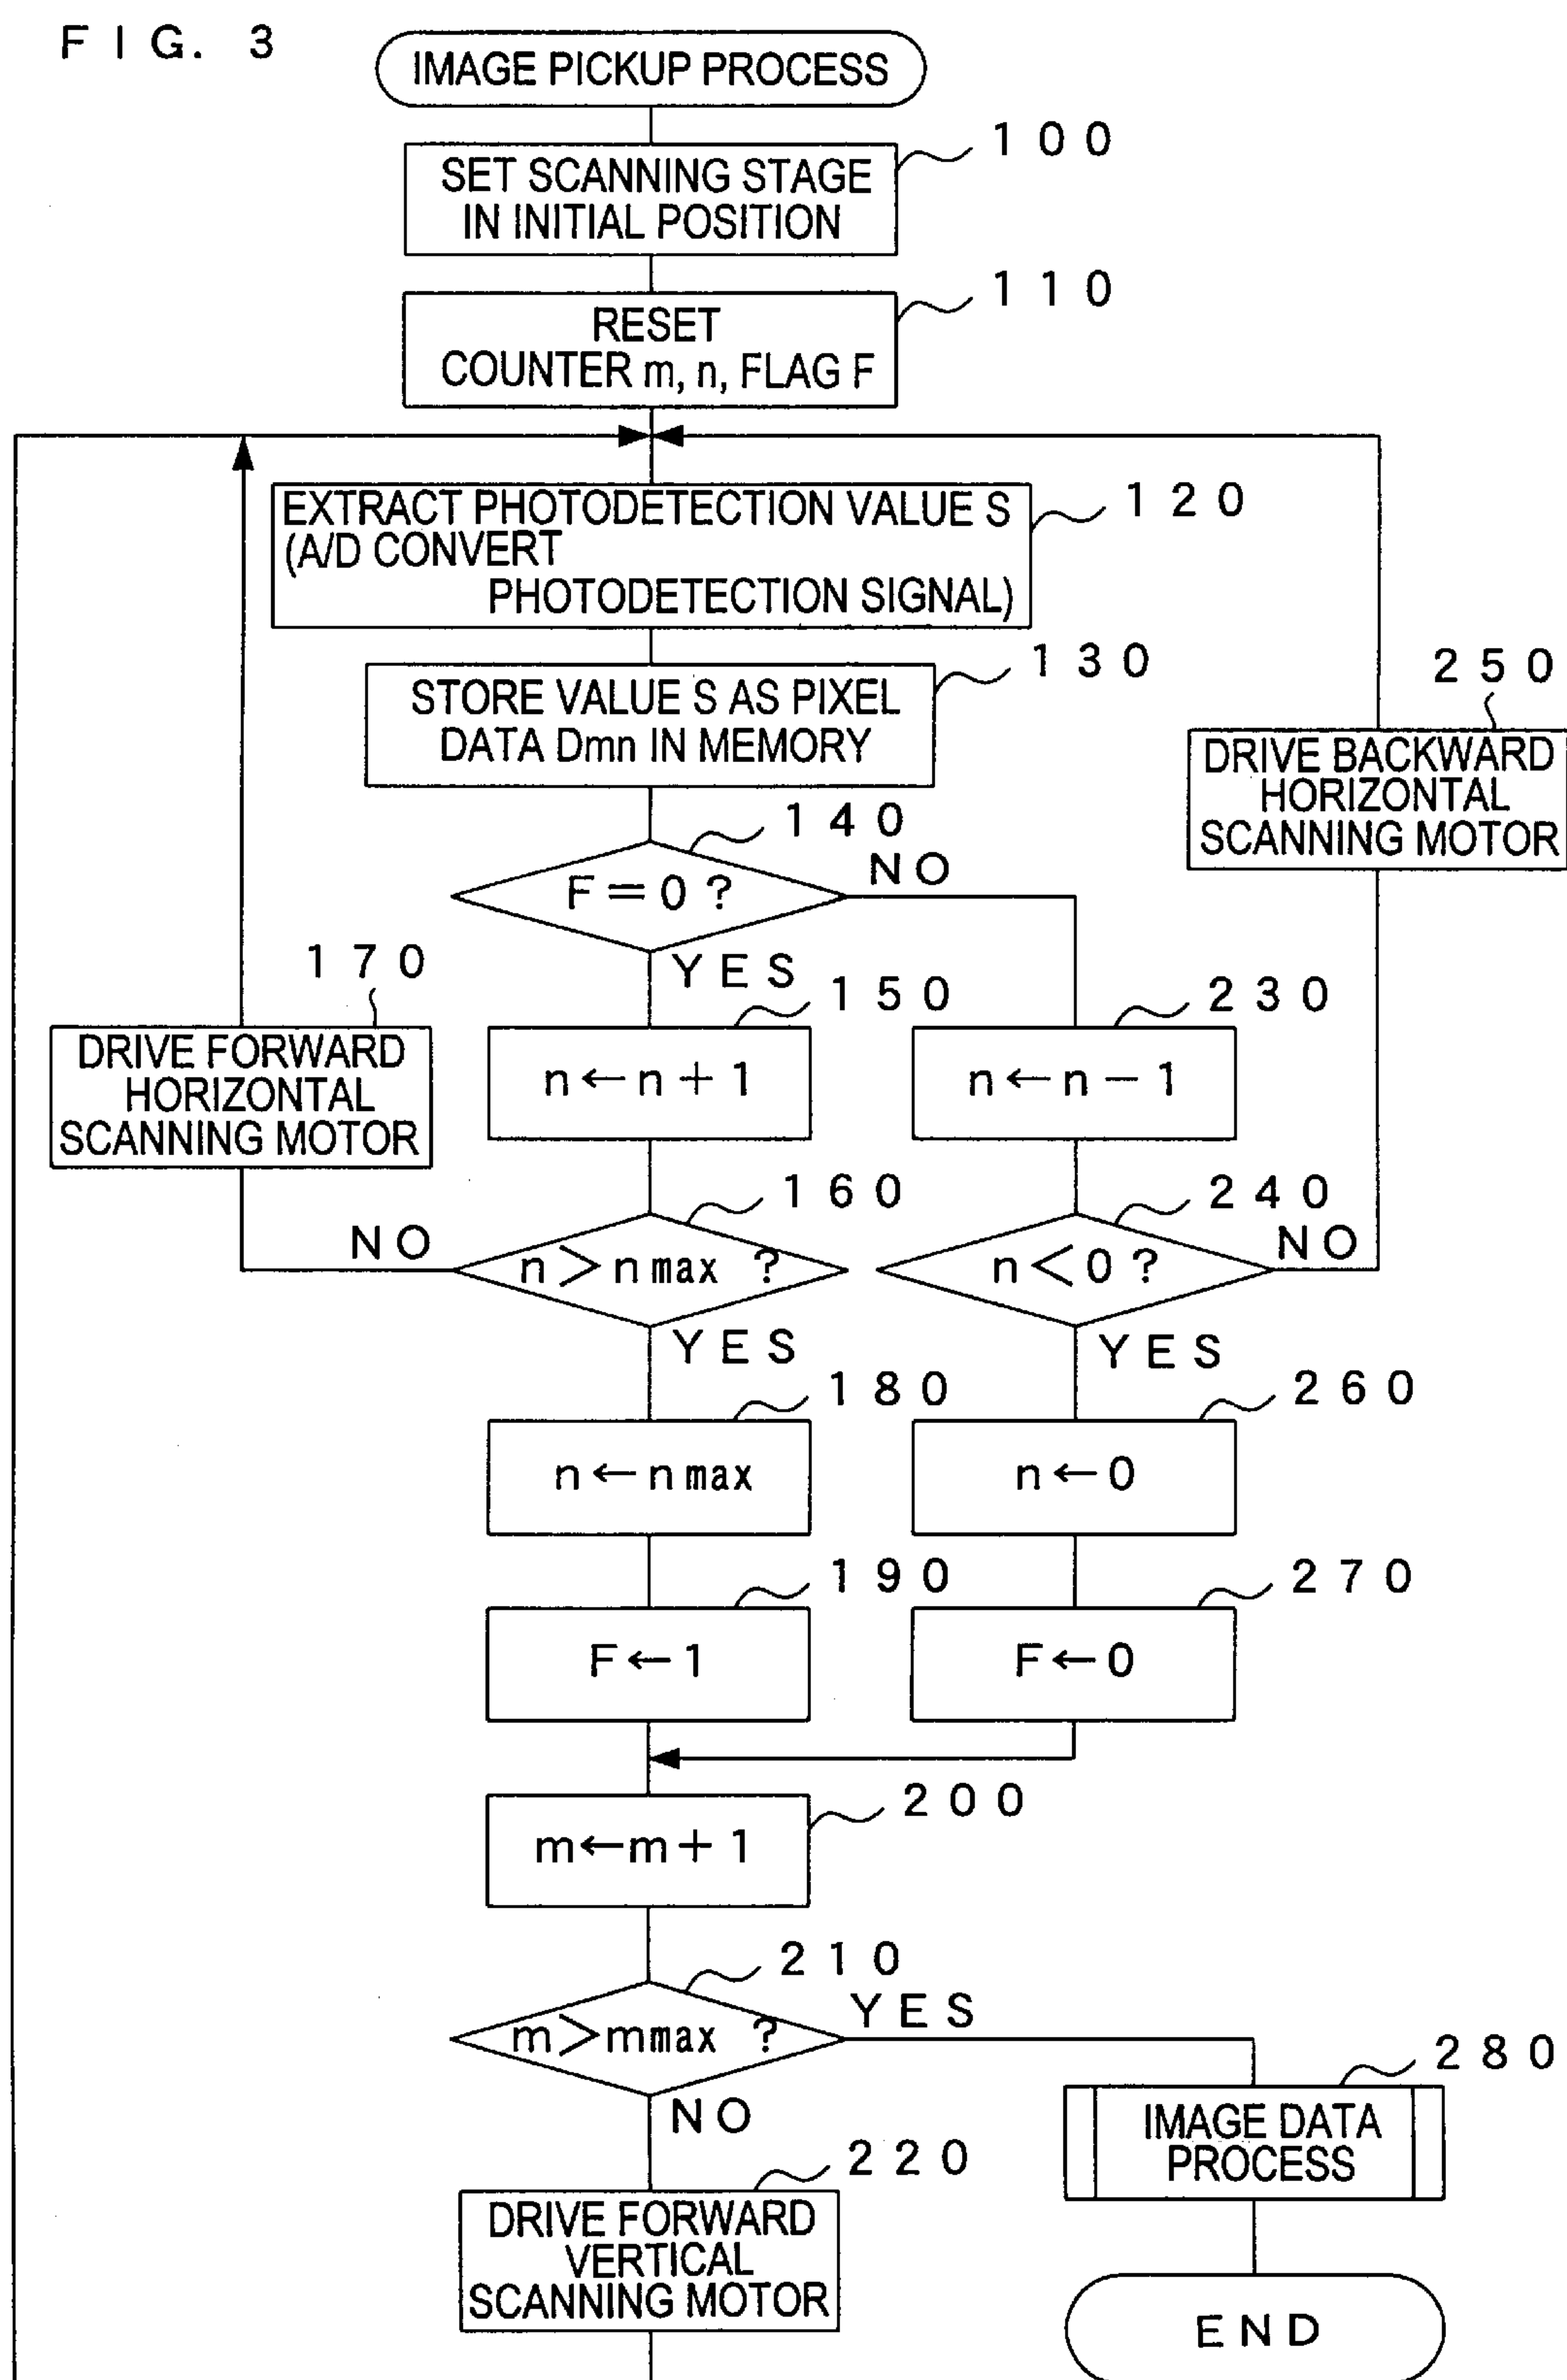 FIG. 3
IMAGE PICKUP PROCESS
100
SET SCANNING STAGE
IN INITIAL POSITION
110
RESET
COUNTER m, n, FLAG F
120
EXTRACT PHOTODETECTION VALUE S
(A/D CONVERT
PHOTODETECTION SIGNAL)
130
STORE VALUE S AS PIXEL
DATA Dmn IN MEMORY
250
DRIVE BACKWARD
HORIZONTAL
SCANNING MOTOR
140
F=0?
NO
YES
170
DRIVE FORWARD
HORIZONTAL
SCANNING MOTOR
150
n←n+1
230
n←n−1
160
n>nmax ?
NO
YES
240
n<0?
NO
YES
180
n←nmax
260
n←0
190
F←1
270
F←0
200
m←m+1
210
m>mmax ?
YES
NO
280
IMAGE DATA
PROCESS
220
DRIVE FORWARD
VERTICAL
SCANNING MOTOR
END